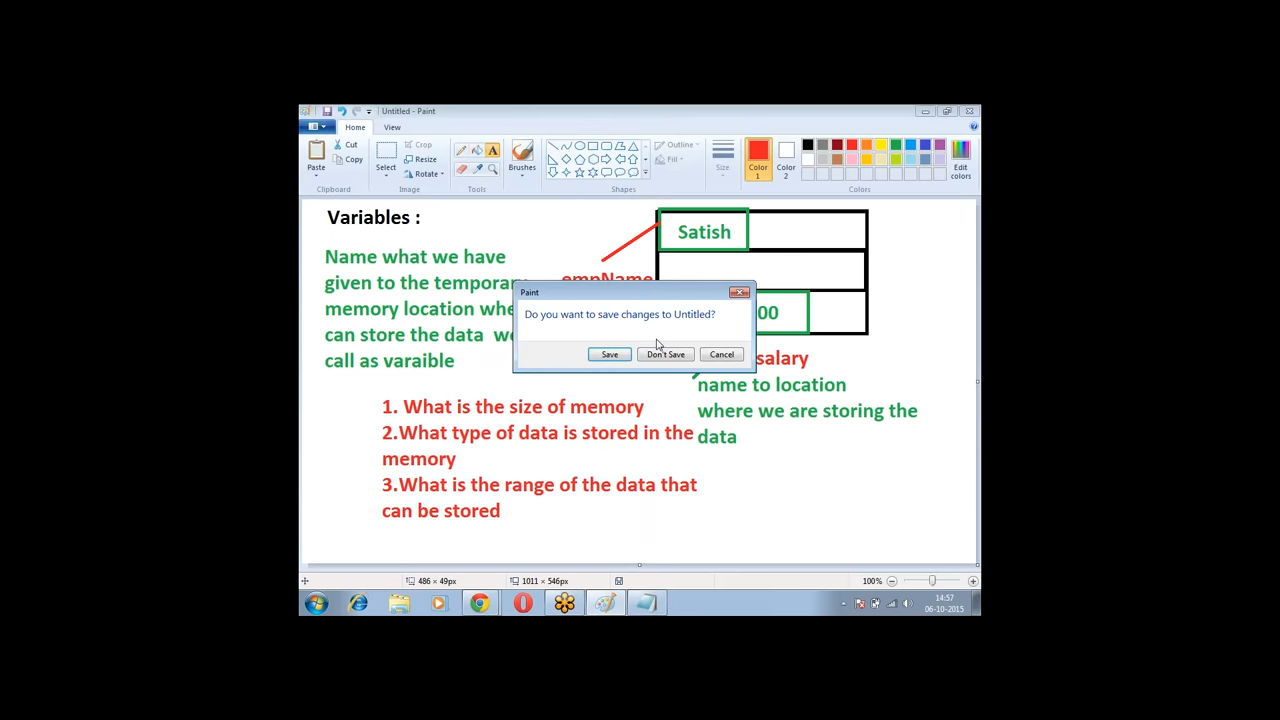 Untitled - Paint
Home View
Paste
Cut
Copy
Clipboard
Select
Crop
Resize
Rotate
Image
Tools
Brushes
Shapes
Outline
Fill
Size
Color 1
Color 2
Edit colors
Colors
Variables :
Satish
Name what we have
given to the temporary
memory location whe
can store the data we
call as varaible
empName
00
salary
name to location
where we are storing the
data
Paint
Do you want to save changes to Untitled?
Save Don't Save Cancel
1. What is the size of memory
2.What type of data is stored in the
memory
3.What is the range of the data that
can be stored
486 × 49px 1011 × 546px 100%
14:57
06-10-2015